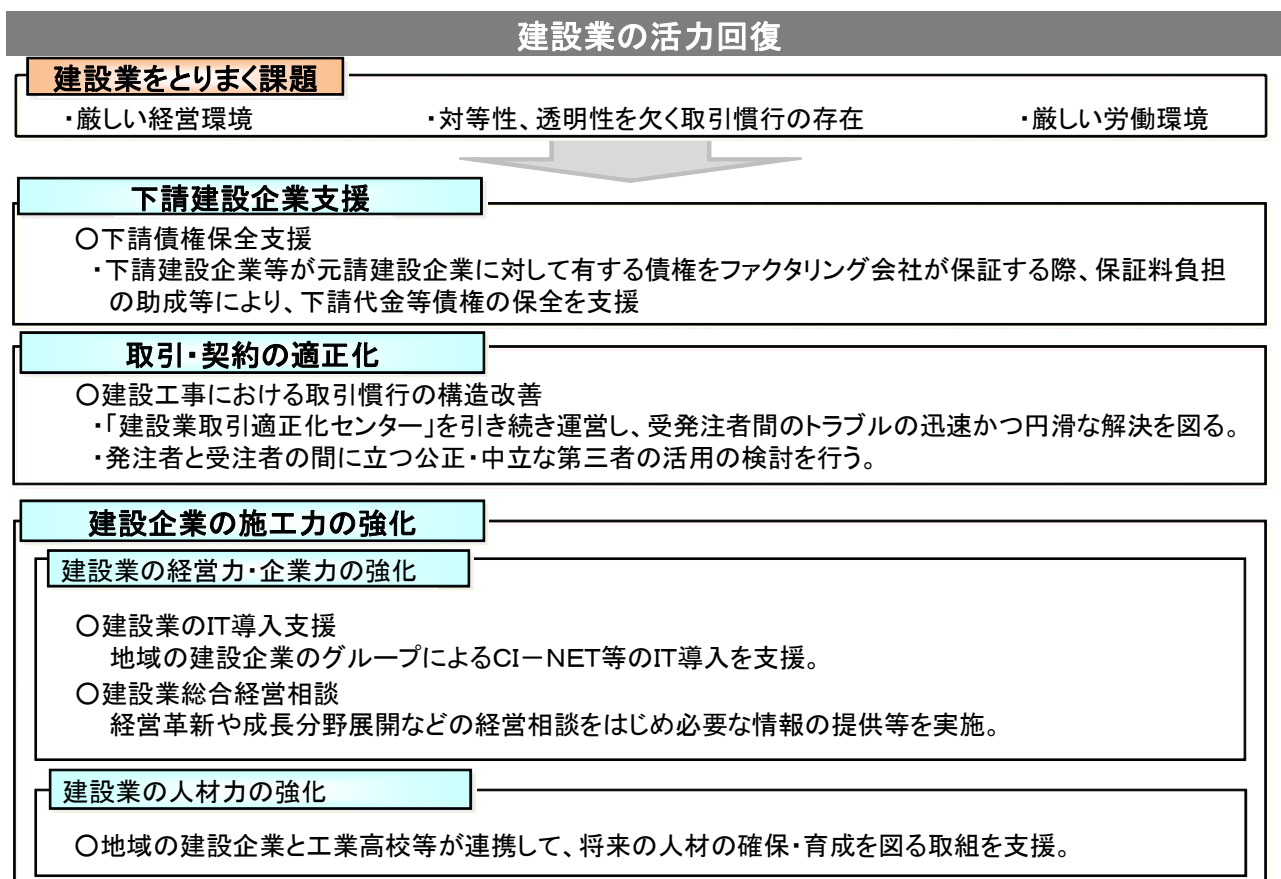 建設業の活力回復
建設業をとりまく課題
・厳しい経営環境 ・対等性、透明性を欠く取引慣行の存在 ・厳しい労働環境
下請建設企業支援
○下請債権保全支援
・下請建設企業等が元請建設企業に対して有する債権をファクタリング会社が保証する際、保証料負担
の助成等により、下請代金等債権の保全を支援
取引・契約の適正化
○建設工事における取引慣行の構造改善
・「建設業取引適正化センター」を引き続き運営し、受発注者間のトラブルの迅速かつ円滑な解決を図る。
・発注者と受注者の間に立つ公正・中立な第三者の活用の検討を行う。
建設企業の施工力の強化
建設業の経営力・企業力の強化
○建設業のIT導入支援
地域の建設企業のグループによるCI－NET等のIT導入を支援。
○建設業総合経営相談
経営革新や成長分野展開などの経営相談をはじめ必要な情報の提供等を実施。
建設業の人材力の強化
○地域の建設企業と工業高校等が連携して、将来の人材の確保・育成を図る取組を支援。